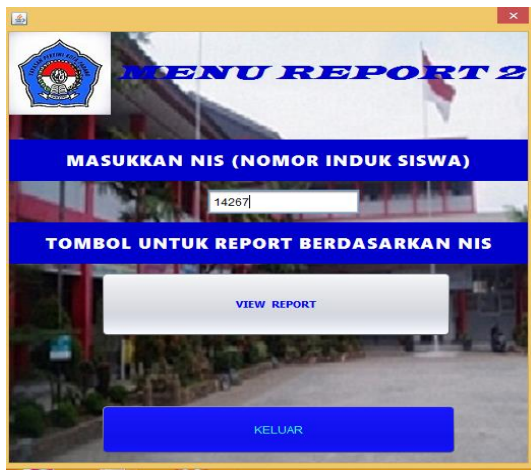 MENU REPORT 2
MASUKKAN NIS (NOMOR INDUK SISWA)
14267
TOMBOL UNTUK REPORT BERDASARKAN NIS
VIEW REPORT
KELUAR